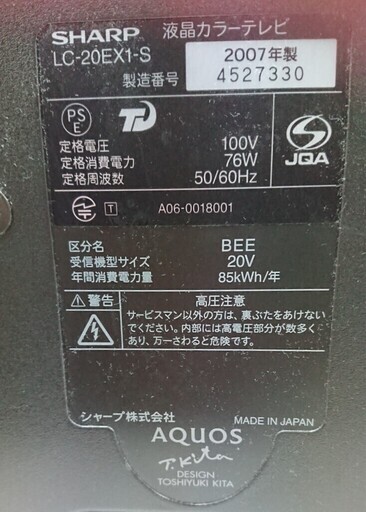 SHARP 液晶カラーテレビ
LC-20EX1-S 2007年製
製造番号 4527330
PS
E
定格電圧 100V
定格消費電力 76W
定格周波数 50/60Hz
JQA
T A06-0018001
区分名 BEE
受信機型サイズ 20V
年間消費電力量 85kWh/年
⚠警告 高圧注意
サービスマン以外の方は、裏ぶたをあけない
でください。内部には高電圧部分が数多く
あり、万一さわると危険です。
シャープ株式会社 MADE IN JAPAN
AQUOS
T. Kita
DESIGN
TOSHIYUKI KITA